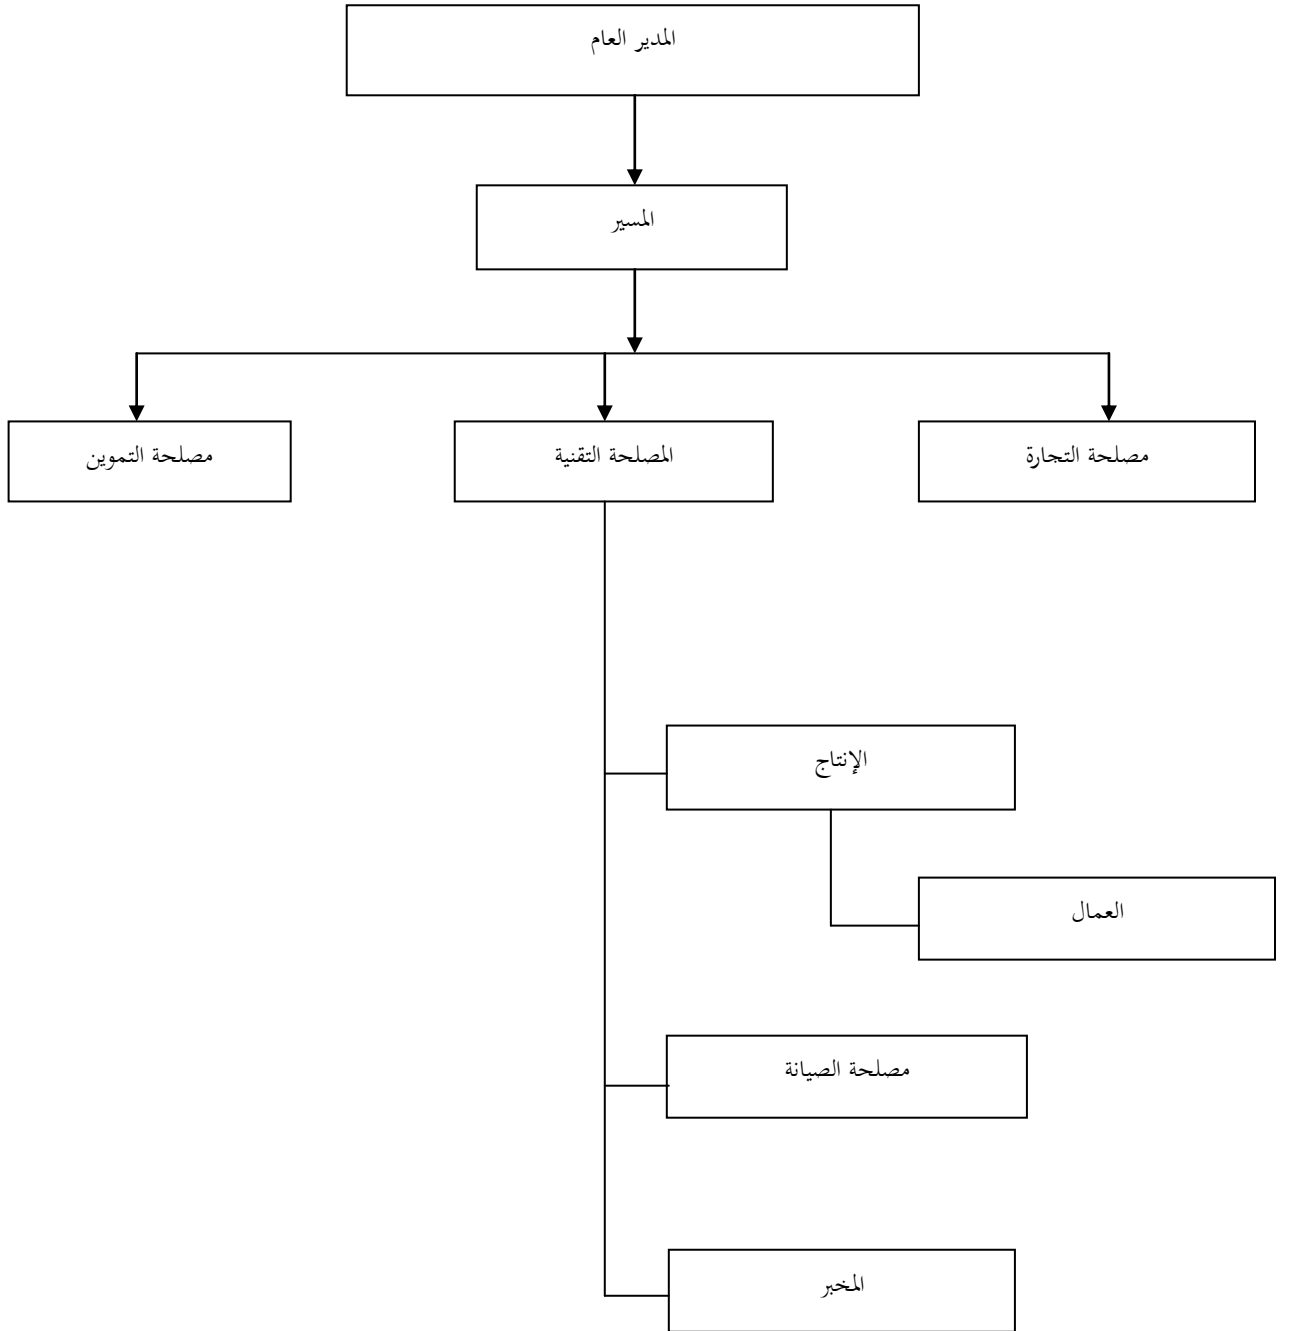 المدير العام
المسير
مصلحة التجارة
المصلحة التقنية
مصلحة التموين
الإنتاج
العمال
مصلحة الصيانة
المخبر